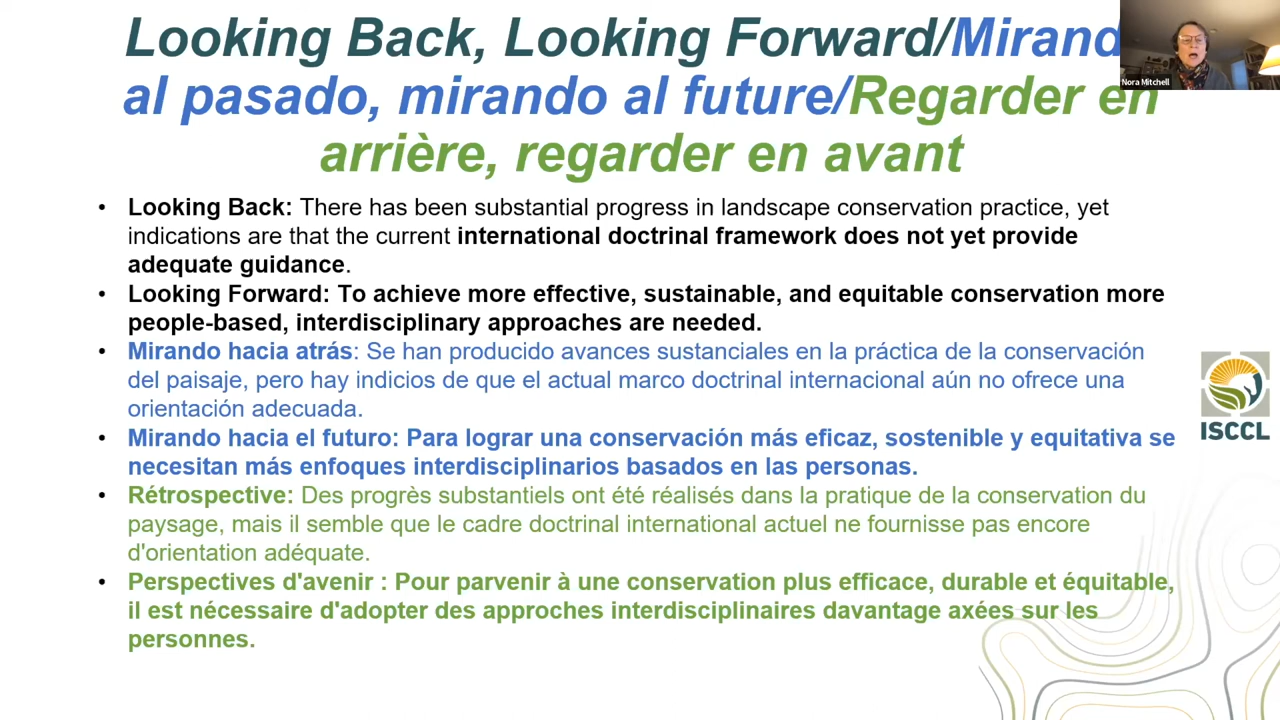 Looking Back, Looking Forward/Mirand
al pasado, mirando al future/Regarder en
arrière, regarder en avant
Nora Mitchell
• Looking Back: There has been substantial progress in landscape conservation practice, yet
indications are that the current international doctrinal framework does not yet provide
adequate guidance.
• Looking Forward: To achieve more effective, sustainable, and equitable conservation more
people-based, interdisciplinary approaches are needed.
• Mirando hacia atrás: Se han producido avances sustanciales en la práctica de la conservación
del paisaje, pero hay indicios de que el actual marco doctrinal internacional aún no ofrece una
orientación adecuada.
• Mirando hacia el futuro: Para lograr una conservación más eficaz, sostenible y equitativa se
necesitan más enfoques interdisciplinarios basados en las personas.
• Rétrospective: Des progrès substantiels ont été réalisés dans la pratique de la conservation du
paysage, mais il semble que le cadre doctrinal international actuel ne fournisse pas encore
d'orientation adéquate.
• Perspectives d'avenir : Pour parvenir à une conservation plus efficace, durable et équitable,
il est nécessaire d'adopter des approches interdisciplinaires davantage axées sur les
personnes.
ISCCL